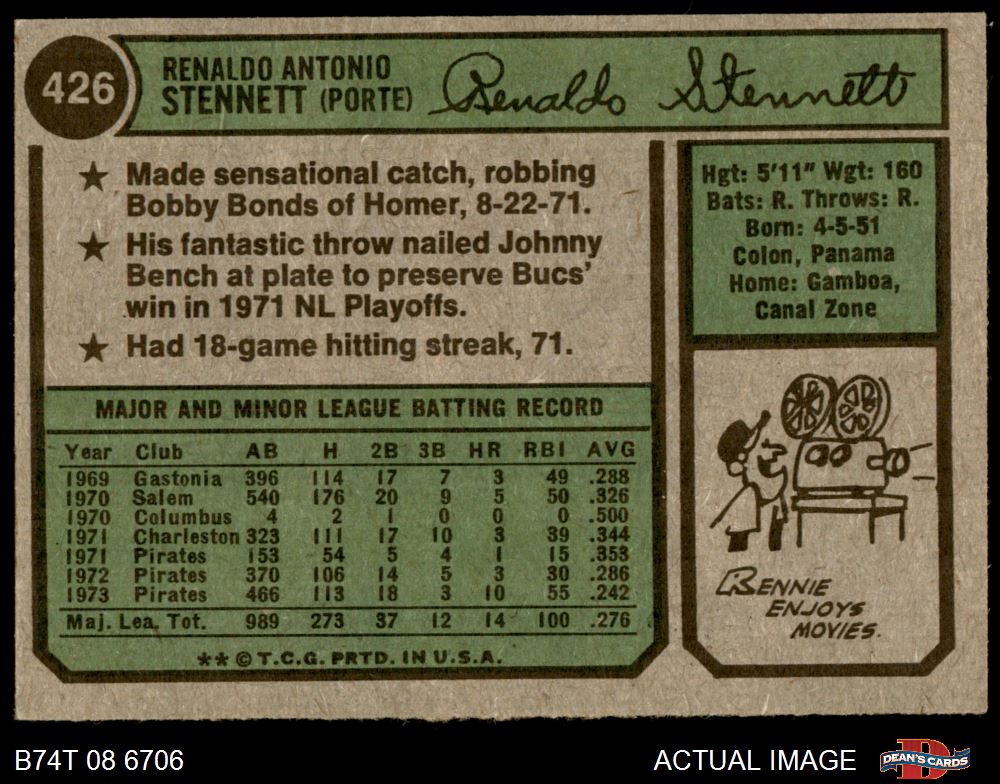 426
RENALDO ANTONIO
STENNETT (PORTE)
Renaldo Stennett
★ Made sensational catch, robbing
Bobby Bonds of Homer, 8-22-71.
★ His fantastic throw nailed Johnny
Bench at plate to preserve Bucs'
win in 1971 NL Playoffs.
★ Had 18-game hitting streak, 71.
Hgt: 5'11" Wgt: 160
Bats: R. Throws: R.
Born: 4-5-51
Colon, Panama
Home: Gamboa,
Canal Zone
MAJOR AND MINOR LEAGUE BATTING RECORD
Year Club AB H 2B 3B HR RBI AVG
1969 Gastonia 396 114 17 7 3 49 .288
1970 Salem 540 176 20 9 5 50 .326
1970 Columbus 4 2 1 0 0 0 .500
1971 Charleston 323 111 17 10 3 39 .344
1971 Pirates 153 54 5 4 1 15 .353
1972 Pirates 370 106 14 5 3 30 .286
1973 Pirates 466 113 18 3 10 55 .242
Maj. Lea. Tot. 989 273 37 12 14 100 .276
** © T.C.G. PRTD. IN U.S.A.
BENNIE
ENJOYS
MOVIES.
B74T 08 6706
ACTUAL IMAGE
DEAN'S CARDS